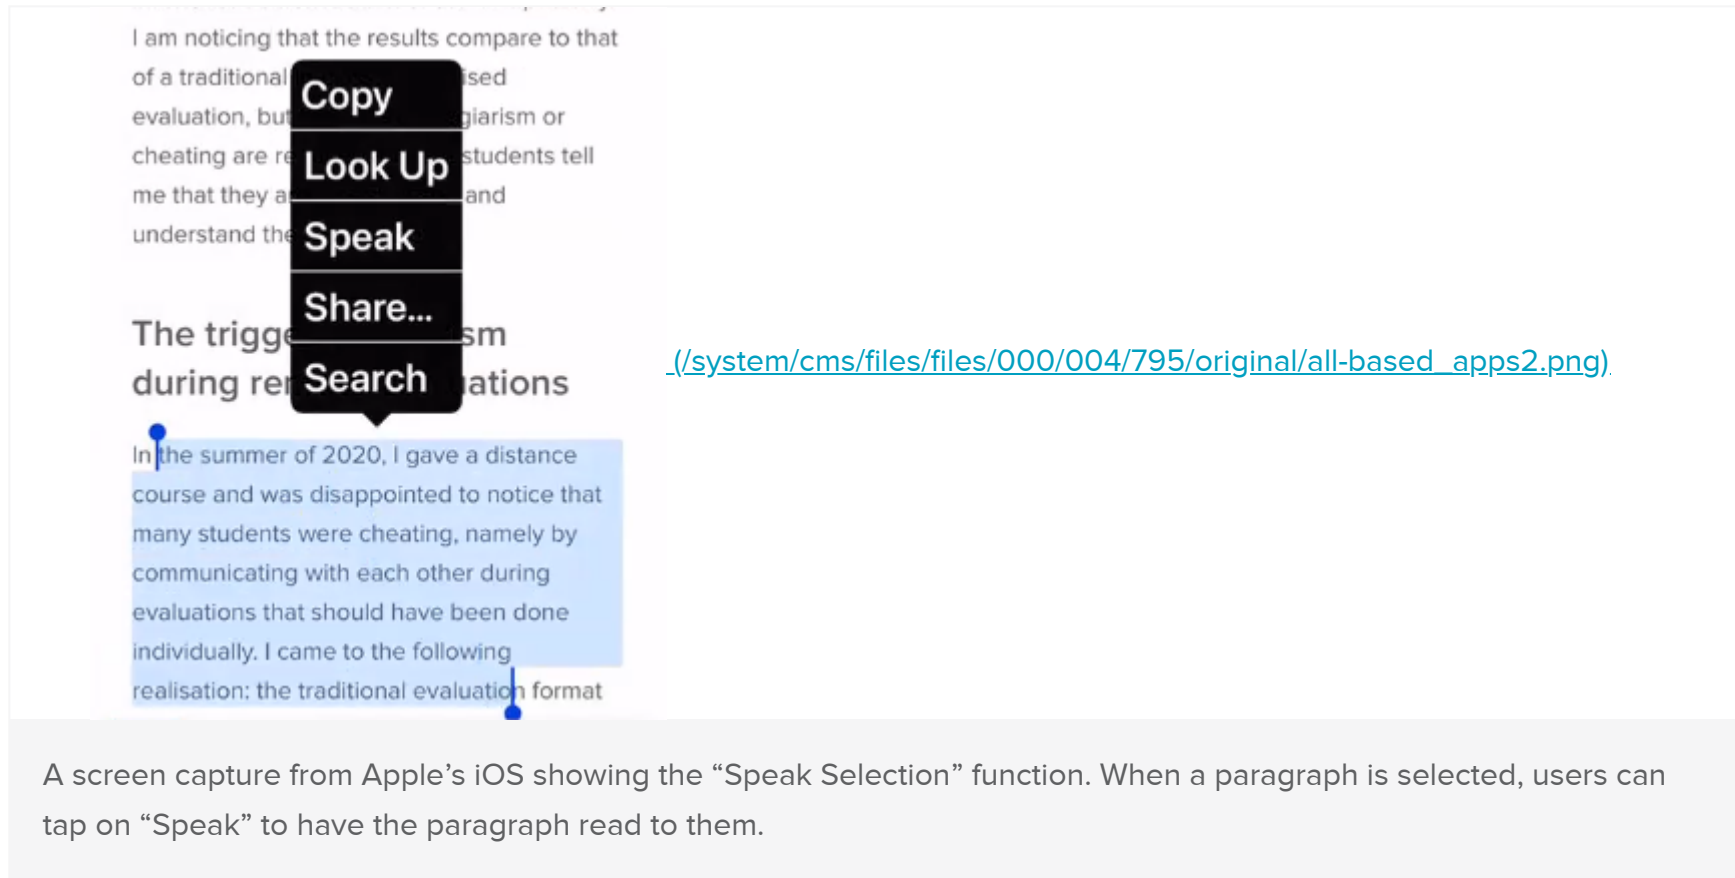 I am noticing that the results compare to that
of a traditional ised
evaluation, but giarism or
cheating are re students tell
me that they a and
understand the
Copy
Look Up
Speak
Share...
Search
The trigge sm
during rer ations
In the summer of 2020, I gave a distance
course and was disappointed to notice that
many students were cheating, namely by
communicating with each other during
evaluations that should have been done
individually. I came to the following
realisation: the traditional evaluation format
(/system/cms/files/files/000/004/795/original/all-based_apps2.png)
A screen capture from Apple’s iOS showing the “Speak Selection” function. When a paragraph is selected, users can
tap on “Speak” to have the paragraph read to them.